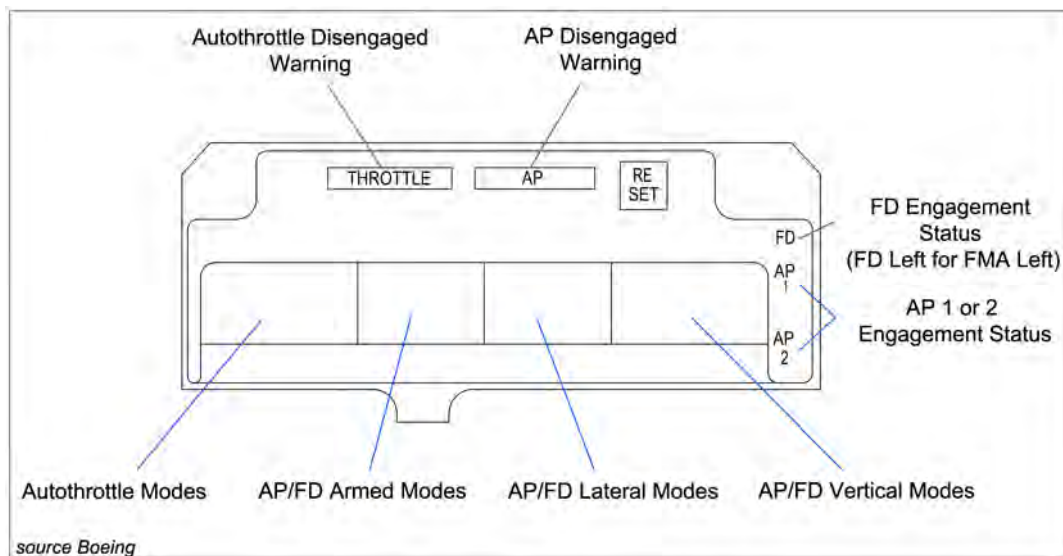 Autothrottle Disengaged
Warning
AP Disengaged
Warning
THROTTLE
AP
RE
SET
FD
FD Engagement
Status
(FD Left for FMA Left)
AP
1
AP 1 or 2
Engagement Status
AP
2
Autothrottle Modes
AP/FD Armed Modes
AP/FD Lateral Modes
AP/FD Vertical Modes
source Boeing